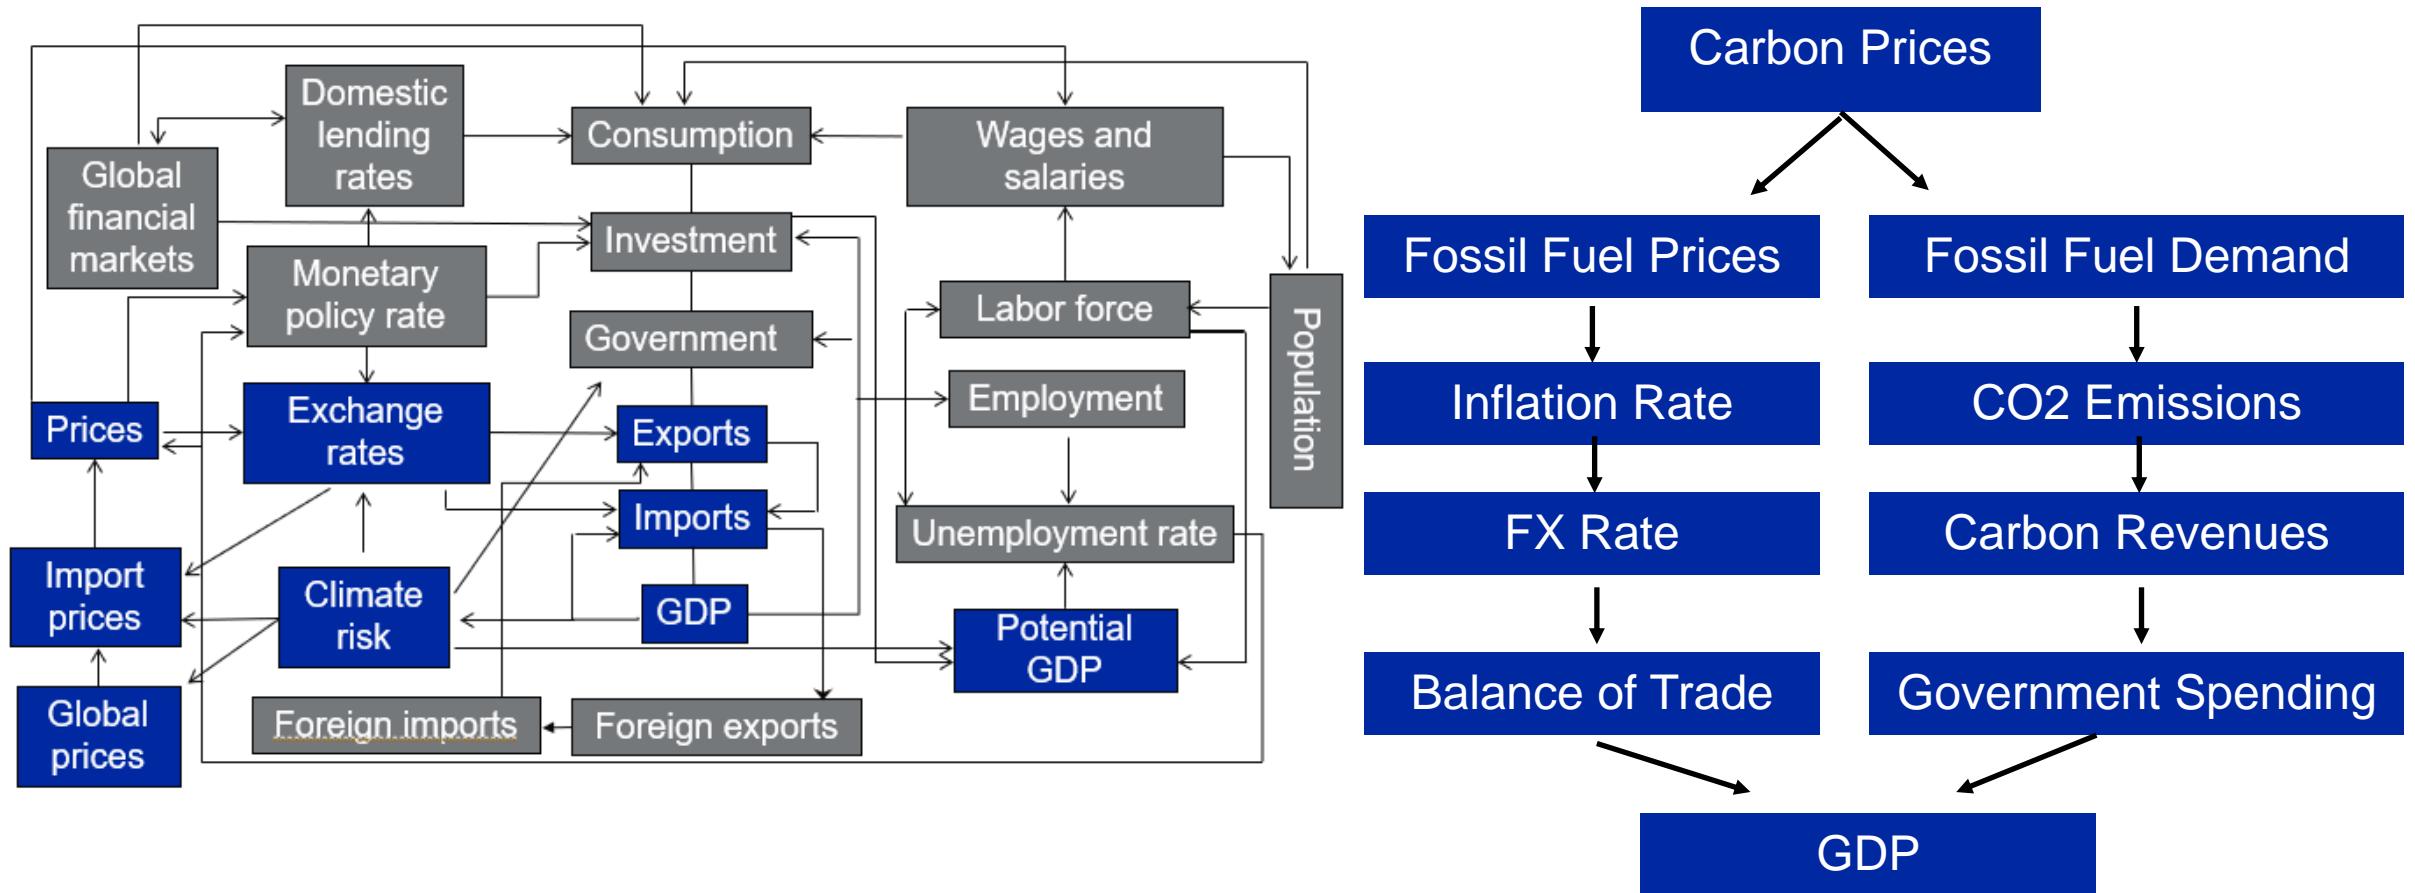 Domestic
lending
rates
Consumption
Wages and
salaries
Global
financial
markets
Investment
Monetary
policy rate
Labor force
Population
Government
Employment
Prices
Exchange
rates
Exports
Imports
Unemployment rate
Import
prices
Climate
risk
GDP
Potential
GDP
Global
prices
Foreign imports
Foreign exports
Carbon Prices
Fossil Fuel Prices
Fossil Fuel Demand
Inflation Rate
CO2 Emissions
FX Rate
Carbon Revenues
Balance of Trade
Government Spending
GDP